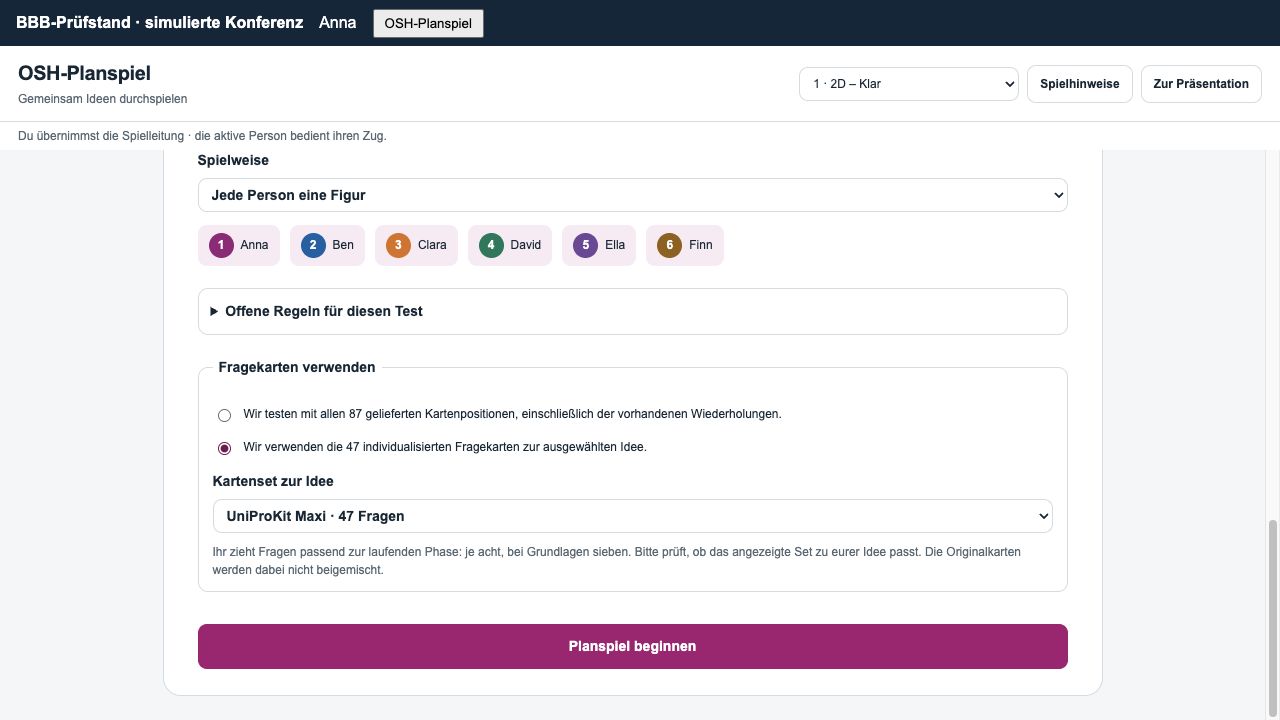 BBB-Prüfstand · simulierte Konferenz Anna OSH-Planspiel
OSH-Planspiel
Gemeinsam Ideen durchspielen
1 · 2D – Klar
Spielhinweise
Zur Präsentation
Du übernimmst die Spielleitung · die aktive Person bedient ihren Zug.
Spielweise
Jede Person eine Figur
1 Anna 2 Ben 3 Clara 4 David 5 Ella 6 Finn
Offene Regeln für diesen Test
Fragekarten verwenden
Wir testen mit allen 87 gelieferten Kartenpositionen, einschließlich der vorhandenen Wiederholungen.
Wir verwenden die 47 individualisierten Fragekarten zur ausgewählten Idee.
Kartenset zur Idee
UniProKit Maxi · 47 Fragen
Ihr zieht Fragen passend zur laufenden Phase: je acht, bei Grundlagen sieben. Bitte prüft, ob das angezeigte Set zu eurer Idee passt. Die Originalkarten
werden dabei nicht beigemischt.
Planspiel beginnen